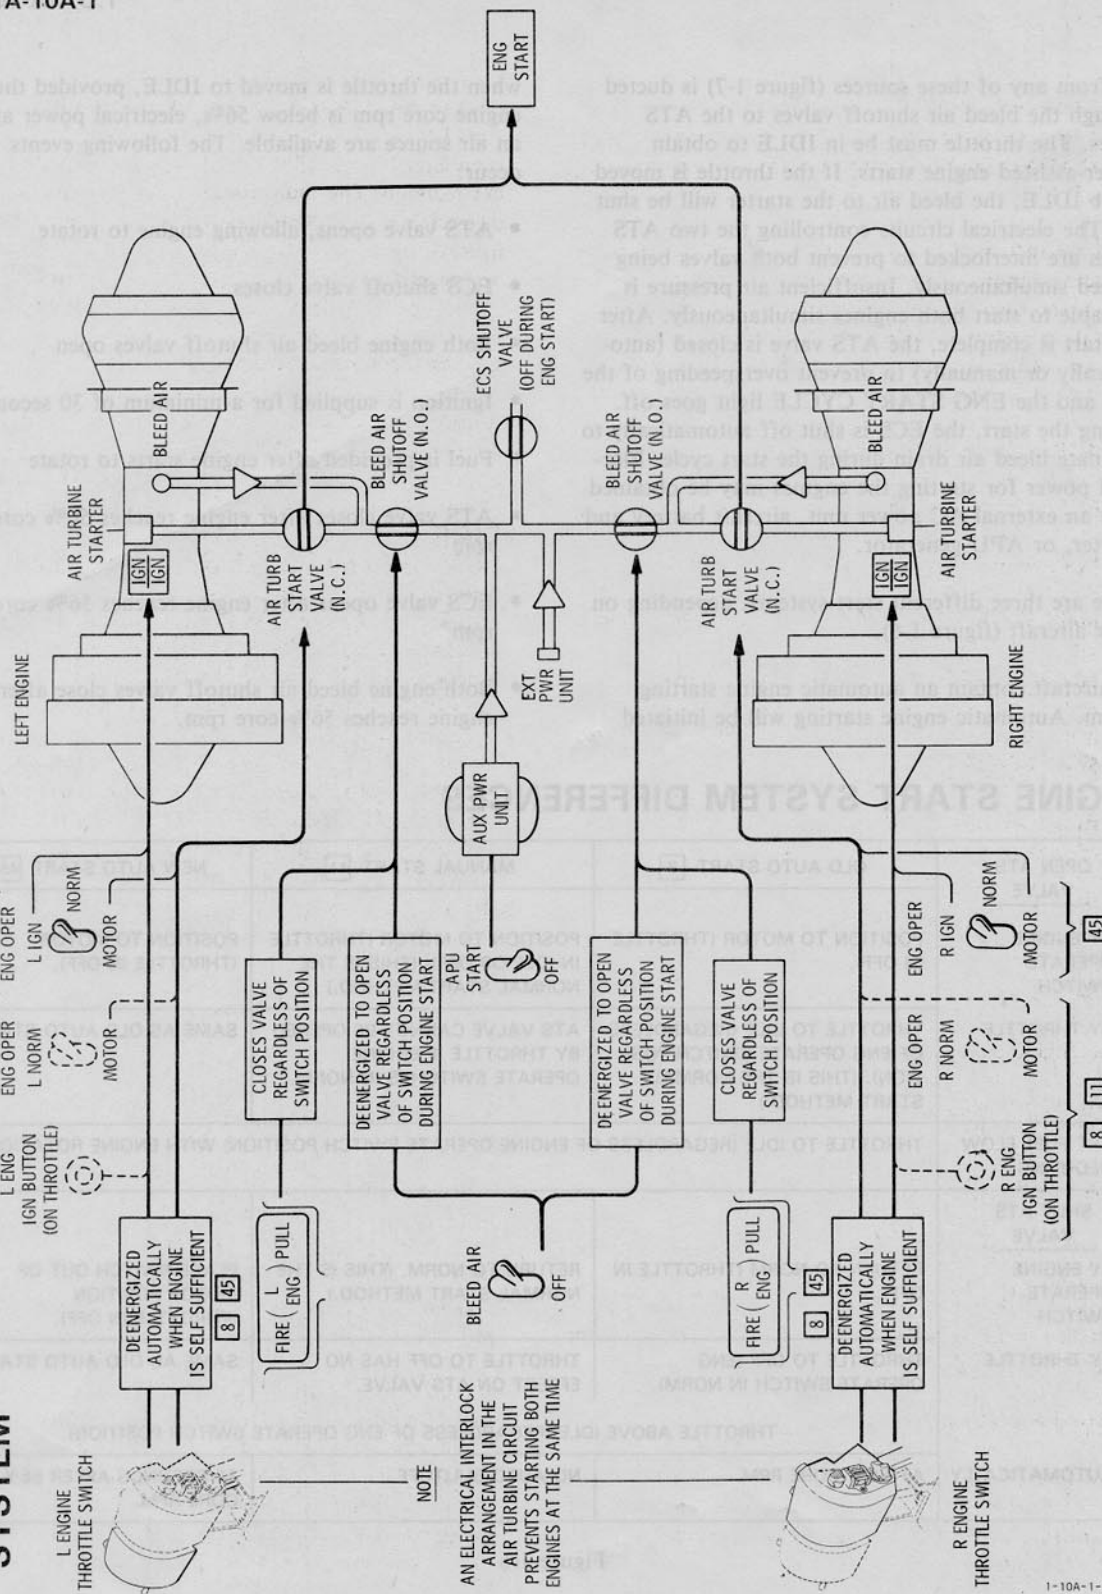 1A-10A-1
SYSTEM
L ENGINE
THROTTLE SWITCH
DEENERGIZED
AUTOMATICALLY
WHEN ENGINE
IS SELF SUFFICIENT
8 45
L ENG
IGN BUTTON
(ON THROTTLE)
ENG OPER
L NORM
MOTOR
ENG OPER
L IGN
NORM
MOTOR
LEFT ENGINE
AIR TURBINE
STARTER
IGN
IGN
BLEED AIR
AIR TURB
START
VALVE
(N.C.)
BLEED AIR
SHUTOFF
VALVE (N.O.)
ENG
START
ECS SHUTOFF
VALVE
(OFF DURING
ENG START)
FIRE ( L ENG ) PULL
CLOSES VALVE
REGARDLESS OF
SWITCH POSITION
DEENERGIZED TO OPEN
VALVE REGARDLESS
OF SWITCH POSITION
DURING ENGINE START
BLEED AIR
OFF
APU
START
OFF
AUX PWR
UNIT
EXT
PWR
UNIT
NOTE
AN ELECTRICAL INTERLOCK
ARRANGEMENT IN THE
AIR TURBINE CIRCUIT
PREVENTS STARTING BOTH
ENGINES AT THE SAME TIME
DEENERGIZED TO OPEN
VALVE REGARDLESS
OF SWITCH POSITION
DURING ENGINE START
CLOSES VALVE
REGARDLESS OF
SWITCH POSITION
FIRE ( R ENG ) PULL
8 45
DEENERGIZED
AUTOMATICALLY
WHEN ENGINE
IS SELF SUFFICIENT
BLEED AIR
SHUTOFF
VALVE (N.O.)
AIR TURB
START
VALVE
(N.C.)
BLEED AIR
AIR TURBINE
STARTER
IGN
IGN
RIGHT ENGINE
R ENGINE
THROTTLE SWITCH
R ENG
IGN BUTTON
(ON THROTTLE)
ENG OPER
R NORM
MOTOR
ENG OPER
R IGN
NORM
MOTOR
8 11
45
1-10A-1-